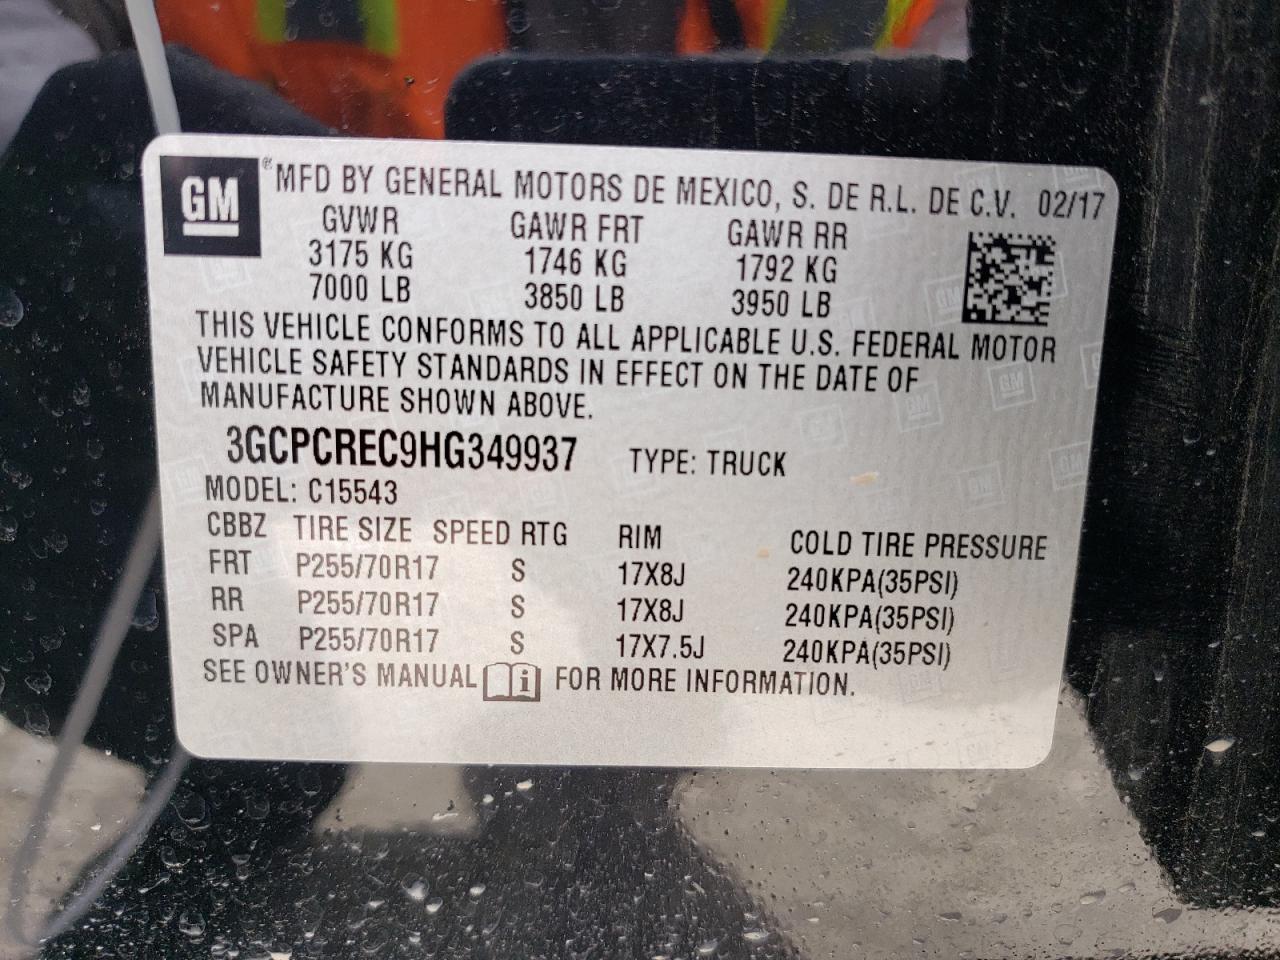 GM ® MFD BY GENERAL MOTORS DE MEXICO, S. DE R.L. DE C.V. 02/17
GVWR GAWR FRT GAWR RR
3175 KG 1746 KG 1792 KG
7000 LB 3850 LB 3950 LB
THIS VEHICLE CONFORMS TO ALL APPLICABLE U.S. FEDERAL MOTOR
VEHICLE SAFETY STANDARDS IN EFFECT ON THE DATE OF
MANUFACTURE SHOWN ABOVE.
3GCPCREC9HG349937 TYPE: TRUCK
MODEL: C15543
CBBZ TIRE SIZE SPEED RTG RIM COLD TIRE PRESSURE
FRT P255/70R17 S 17X8J 240KPA(35PSI)
RR P255/70R17 S 17X8J 240KPA(35PSI)
SPA P255/70R17 S 17X7.5J 240KPA(35PSI)
SEE OWNER'S MANUAL i FOR MORE INFORMATION.